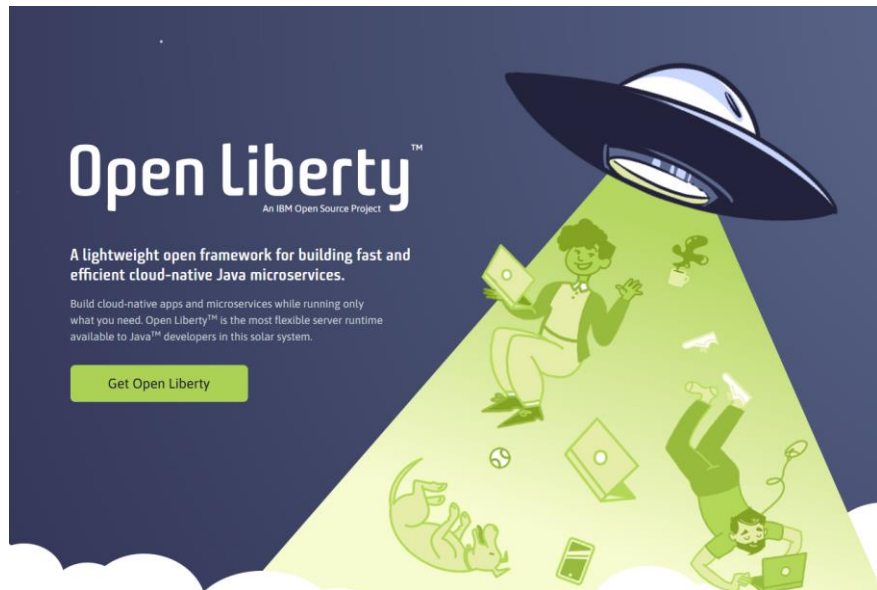 Open Liberty™
An IBM Open Source Project
A lightweight open framework for building fast and
efficient cloud-native Java microservices.
Build cloud-native apps and microservices while running only
what you need. Open Liberty™ is the most flexible server runtime
available to Java™ developers in this solar system.
Get Open Liberty